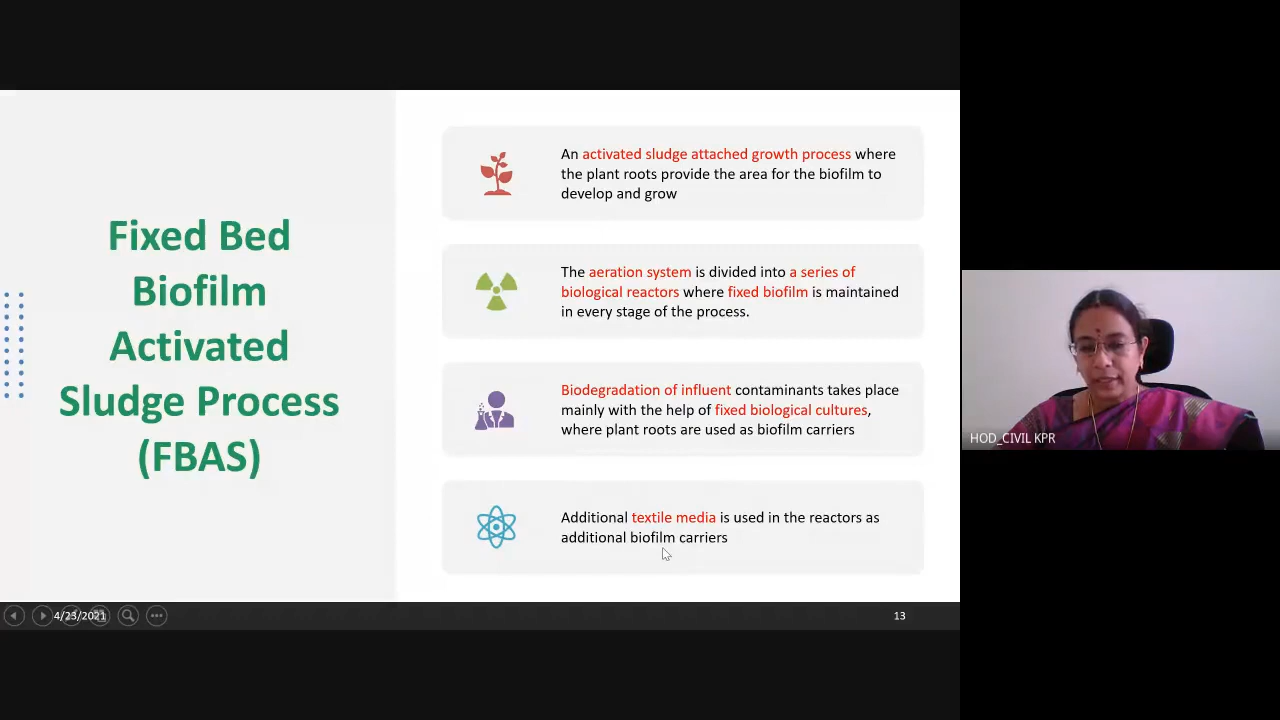 Fixed Bed
Biofilm
Activated
Sludge Process
(FBAS)
An activated sludge attached growth process where
the plant roots provide the area for the biofilm to
develop and grow
The aeration system is divided into a series of
biological reactors where fixed biofilm is maintained
in every stage of the process.
Biodegradation of influent contaminants takes place
mainly with the help of fixed biological cultures,
where plant roots are used as biofilm carriers
Additional textile media is used in the reactors as
additional biofilm carriers
4/23/2021
13
HOD_CIVIL KPR